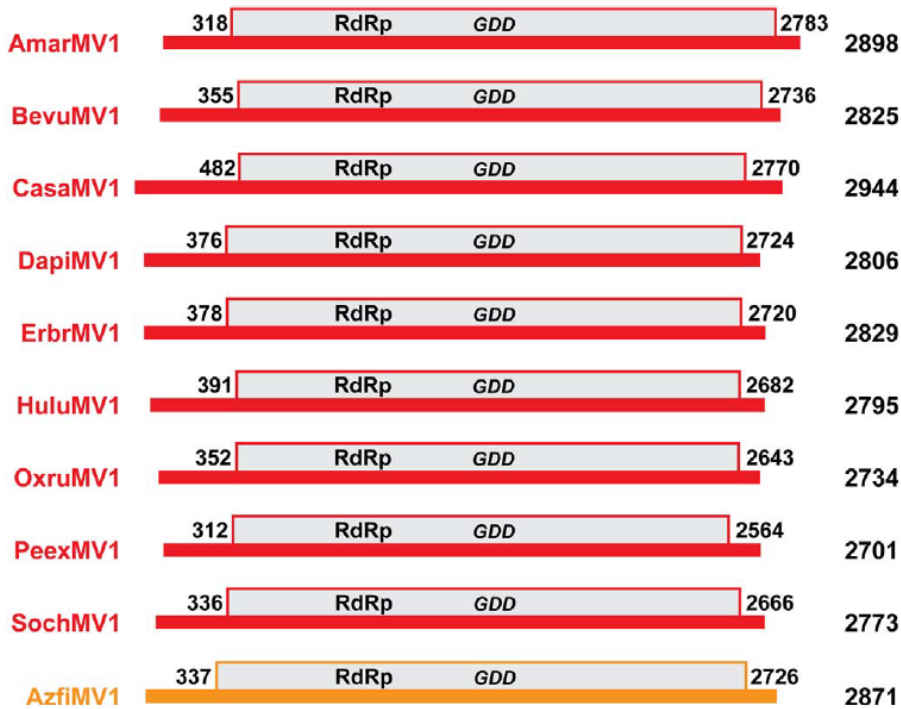 318 RdRp GDD 2783
AmarMV1 2898
355 RdRp GDD 2736
BevuMV1 2825
482 RdRp GDD 2770
CasaMV1 2944
376 RdRp GDD 2724
DapiMV1 2806
378 RdRp GDD 2720
ErbrMV1 2829
391 RdRp GDD 2682
HuluMV1 2795
352 RdRp GDD 2643
OxruMV1 2734
312 RdRp GDD 2564
PeexMV1 2701
336 RdRp GDD 2666
SochMV1 2773
337 RdRp GDD 2726
AzfiMV1 2871